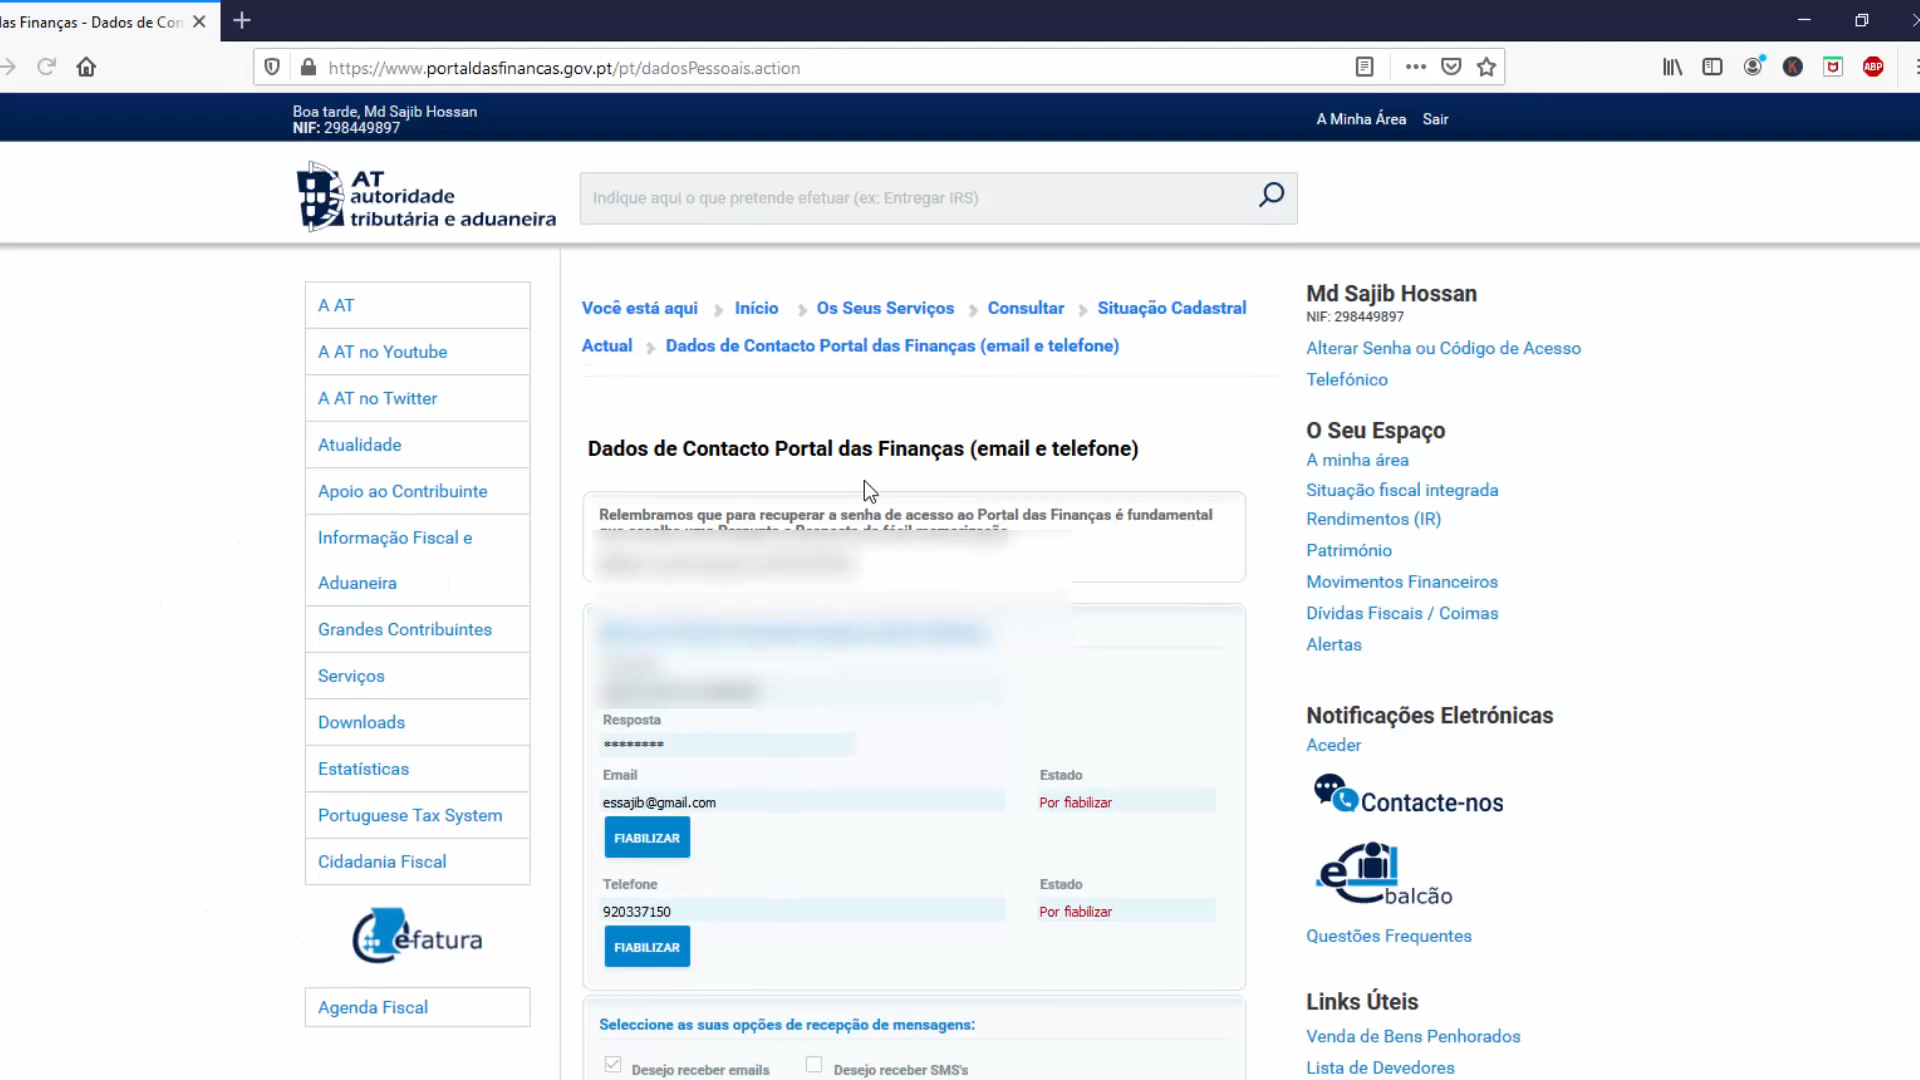 las Finanças - Dados de Con
https://www.portaldasfinancas.gov.pt/pt/dadosPessoais.action
ABP
Boa tarde, Md Sajib Hossan
NIF: 298449897
A Minha Área Sair
AT
autoridade
tributária e aduaneira
Indique aqui o que pretende efetuar (ex: Entregar IRS)
A AT
A AT no Youtube
A AT no Twitter
Atualidade
Apoio ao Contribuinte
Informação Fiscal e
Aduaneira
Grandes Contribuintes
Serviços
Downloads
Estatísticas
Portuguese Tax System
Cidadania Fiscal
efatura
Agenda Fiscal
Você está aqui Início Os Seus Serviços Consultar Situação Cadastral
Actual Dados de Contacto Portal das Finanças (email e telefone)
Dados de Contacto Portal das Finanças (email e telefone)
Relembramos que para recuperar a senha de acesso ao Portal das Finanças é fundamental
Resposta
********
Email Estado
essajib@gmail.com Por fiabilizar
FIABILIZAR
Telefone Estado
920337150 Por fiabilizar
FIABILIZAR
Seleccione as suas opções de recepção de mensagens:
Desejo receber emails Desejo receber SMS's
Md Sajib Hossan
NIF: 298449897
Alterar Senha ou Código de Acesso
Telefónico
O Seu Espaço
A minha área
Situação fiscal integrada
Rendimentos (IR)
Património
Movimentos Financeiros
Dívidas Fiscais / Coimas
Alertas
Notificações Eletrónicas
Aceder
Contacte-nos
e balcão
Questões Frequentes
Links Úteis
Venda de Bens Penhorados
Lista de Devedores